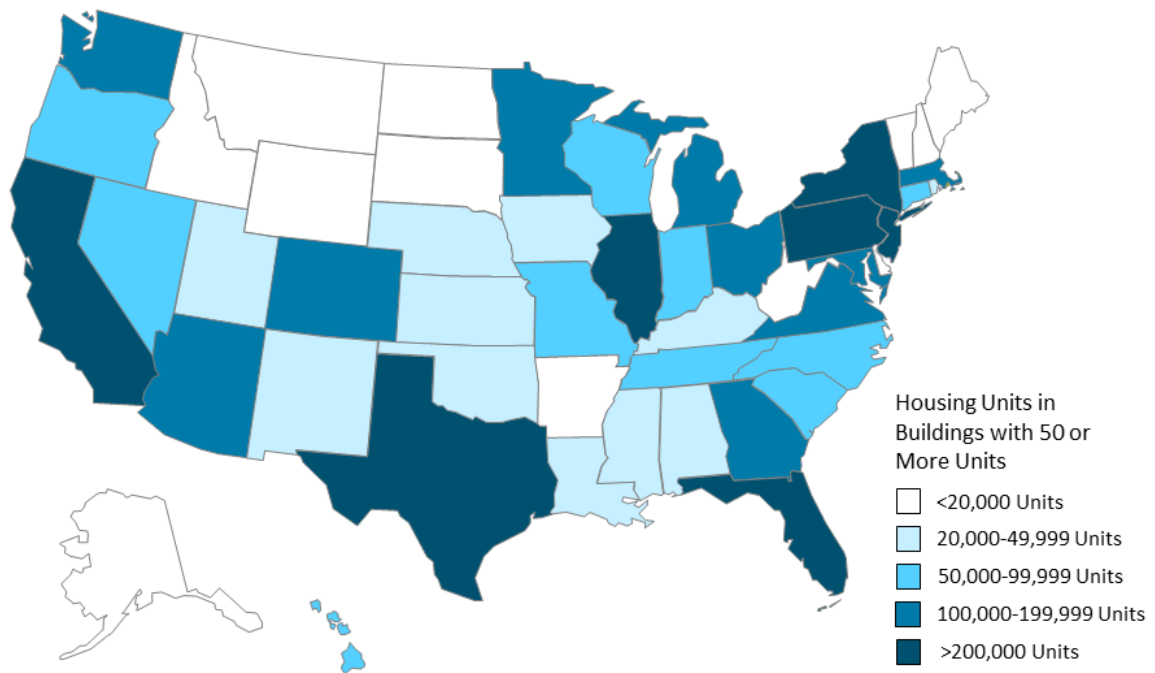 Housing Units in
Buildings with 50 or
More Units
<20,000 Units
20,000-49,999 Units
50,000-99,999 Units
100,000-199,999 Units
>200,000 Units